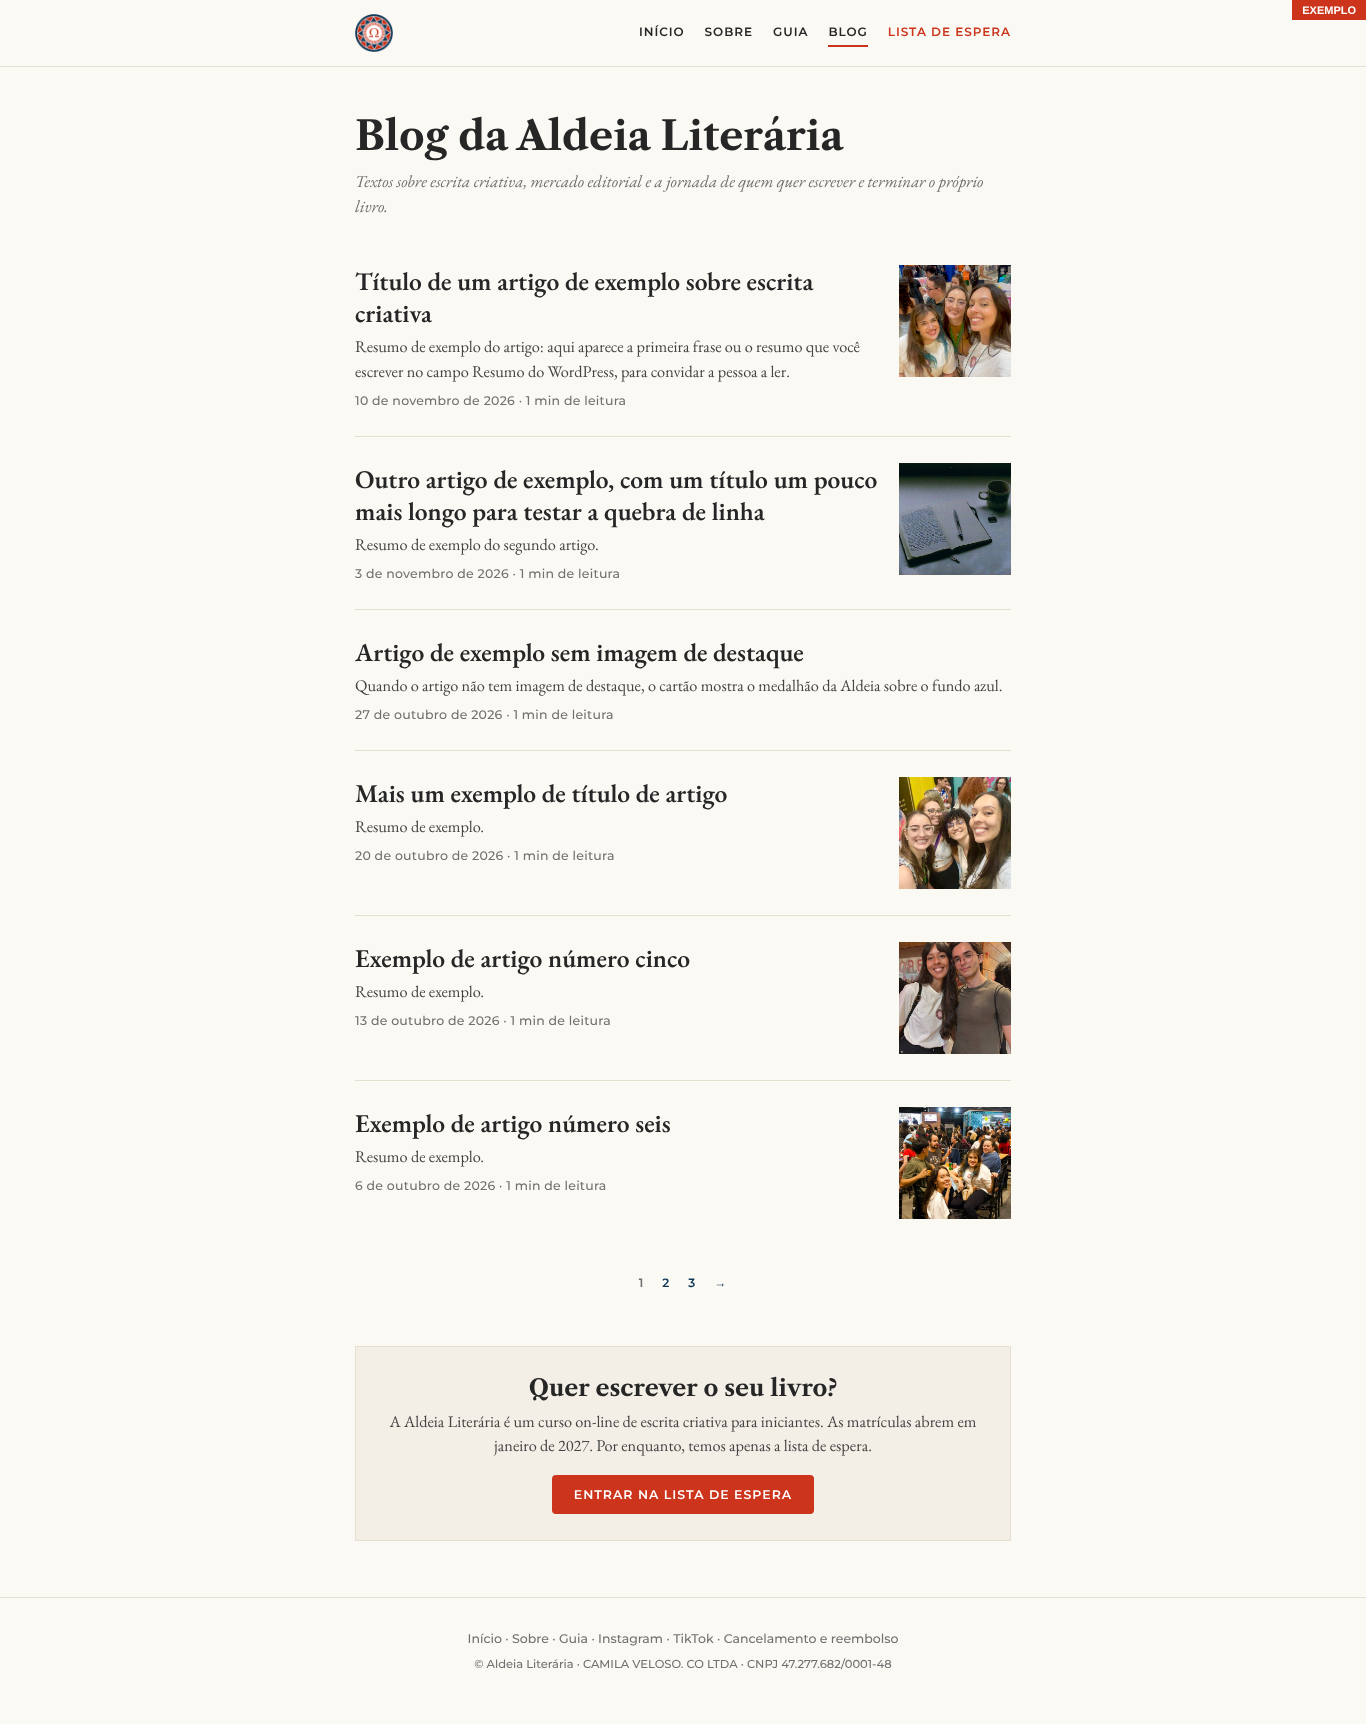 EXEMPLO
Ω
INÍCIO SOBRE GUIA BLOG LISTA DE ESPERA
Blog da Aldeia Literária
Textos sobre escrita criativa, mercado editorial e a jornada de quem quer escrever e terminar o próprio
livro.
Título de um artigo de exemplo sobre escrita
criativa
Resumo de exemplo do artigo: aqui aparece a primeira frase ou o resumo que você
escrever no campo Resumo do WordPress, para convidar a pessoa a ler.
10 de novembro de 2026 · 1 min de leitura
Outro artigo de exemplo, com um título um pouco
mais longo para testar a quebra de linha
Resumo de exemplo do segundo artigo.
3 de novembro de 2026 · 1 min de leitura
Artigo de exemplo sem imagem de destaque
Quando o artigo não tem imagem de destaque, o cartão mostra o medalhão da Aldeia sobre o fundo azul.
27 de outubro de 2026 · 1 min de leitura
Mais um exemplo de título de artigo
Resumo de exemplo.
20 de outubro de 2026 · 1 min de leitura
Exemplo de artigo número cinco
Resumo de exemplo.
13 de outubro de 2026 · 1 min de leitura
Exemplo de artigo número seis
Resumo de exemplo.
6 de outubro de 2026 · 1 min de leitura
1 2 3 →
Quer escrever o seu livro?
A Aldeia Literária é um curso on-line de escrita criativa para iniciantes. As matrículas abrem em
janeiro de 2027. Por enquanto, temos apenas a lista de espera.
ENTRAR NA LISTA DE ESPERA
Início · Sobre · Guia · Instagram · TikTok · Cancelamento e reembolso
© Aldeia Literária · CAMILA VELOSO. CO LTDA · CNPJ 47.277.682/0001-48